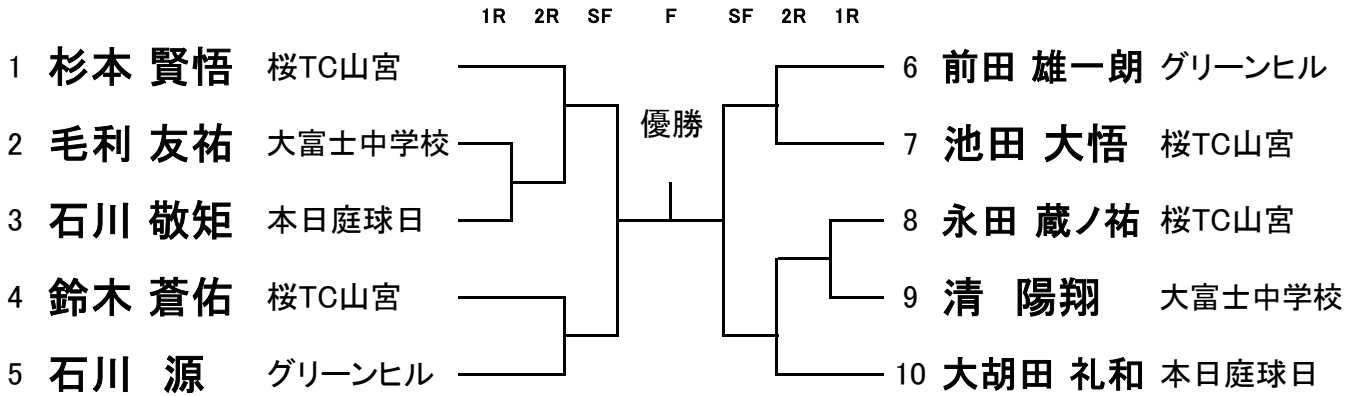 1R 2R SF F SF 2R 1R
1 杉本 賢悟 桜TC山宮
2 毛利 友祐 大富士中学校
3 石川 敬矩 本日庭球日
4 鈴木 蒼佑 桜TC山宮
5 石川 源 グリーンヒル
優勝
6 前田 雄一朗 グリーンヒル
7 池田 大悟 桜TC山宮
8 永田 蔵ノ祐 桜TC山宮
9 清 陽翔 大富士中学校
10 大胡田 礼和 本日庭球日